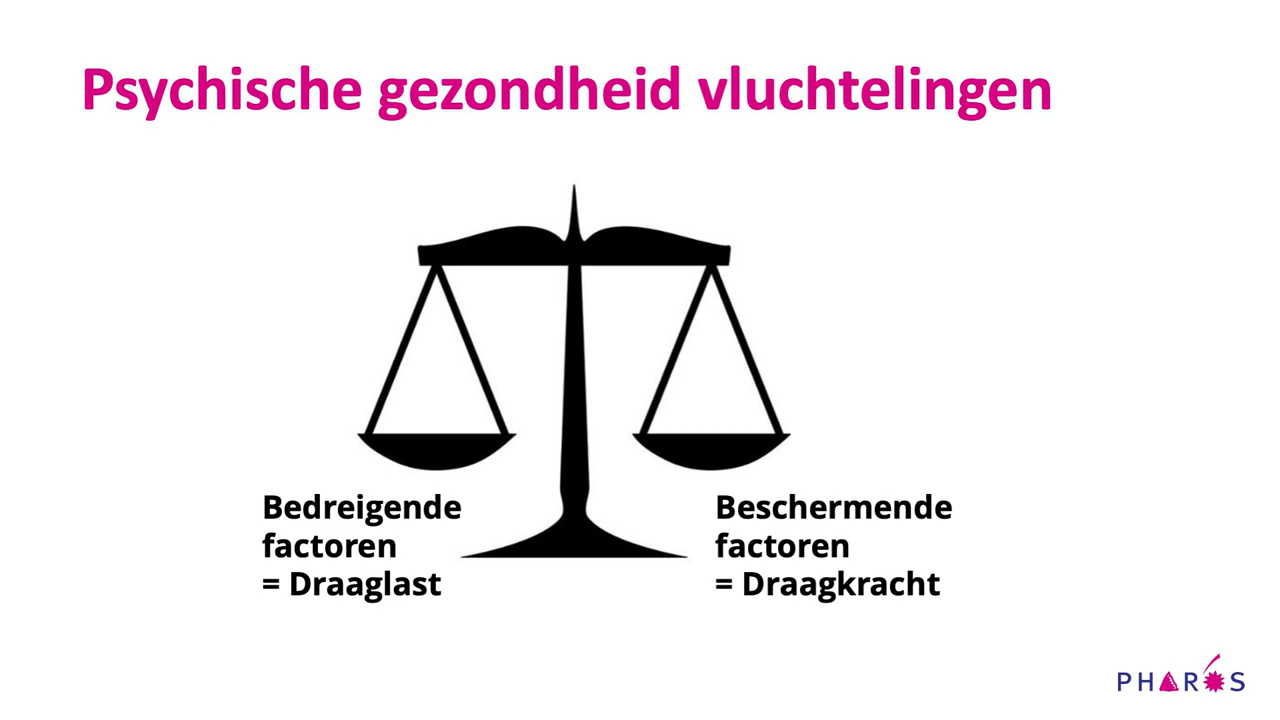 Psychische gezondheid vluchtelingen
Bedreigende
factoren
= Draaglast
Beschermende
factoren
= Draagkracht
PHAROS